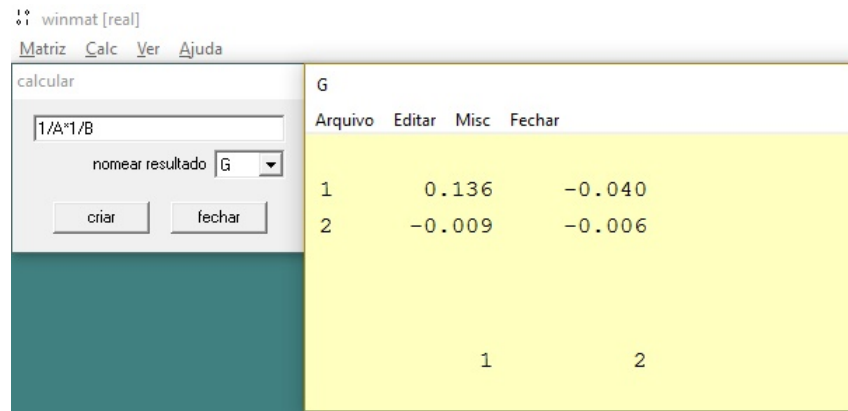 winmat [real]
Matriz Calc Ver Ajuda
calcular
1/A*1/B
nomear resultado G
criar fechar
G
Arquivo Editar Misc Fechar
1 0.136 -0.040
2 -0.009 -0.006
1 2